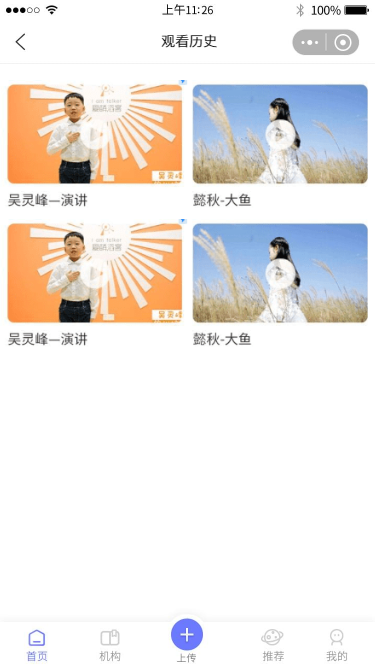 上午11:26
100%
观看历史
吴灵峰—演讲
懿秋-大鱼
吴灵峰—演讲
懿秋-大鱼
首页
机构
上传
推荐
我的